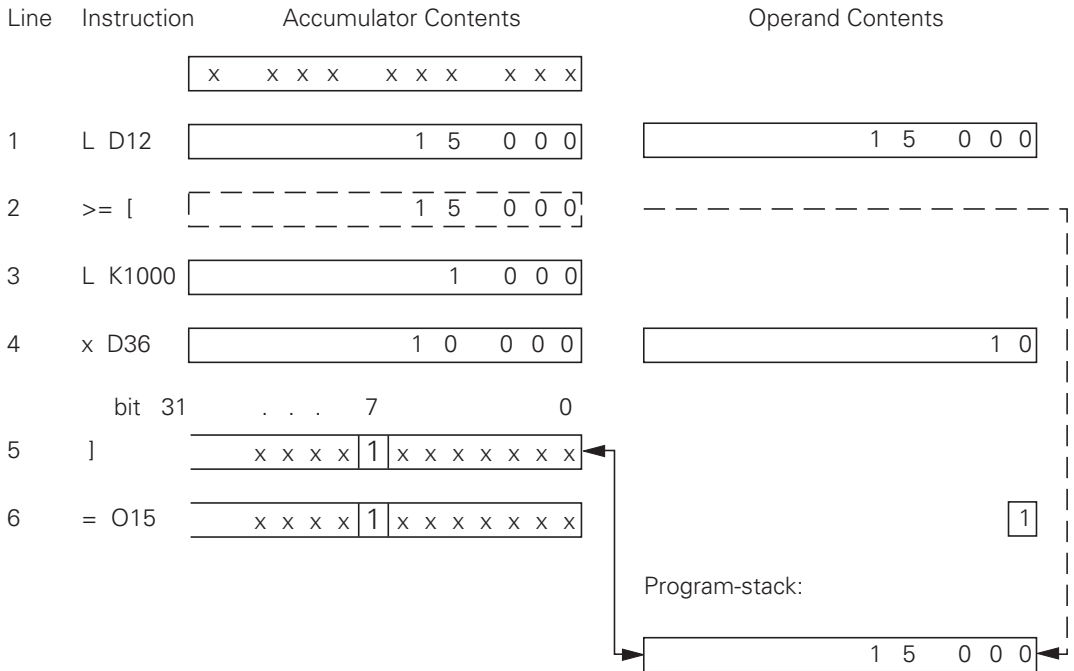 Line Instruction Accumulator Contents Operand Contents
x x x x x x x x x x
1 L D12 1 5 0 0 0 1 5 0 0 0
2 >= [ 1 5 0 0 0
3 L K1000 1 0 0 0
4 x D36 1 0 0 0 0 1 0
bit 31 . . . 7 0
5 ] x x x x 1 x x x x x x x
6 = O15 x x x x 1 x x x x x x x 1
Program-stack:
1 5 0 0 0